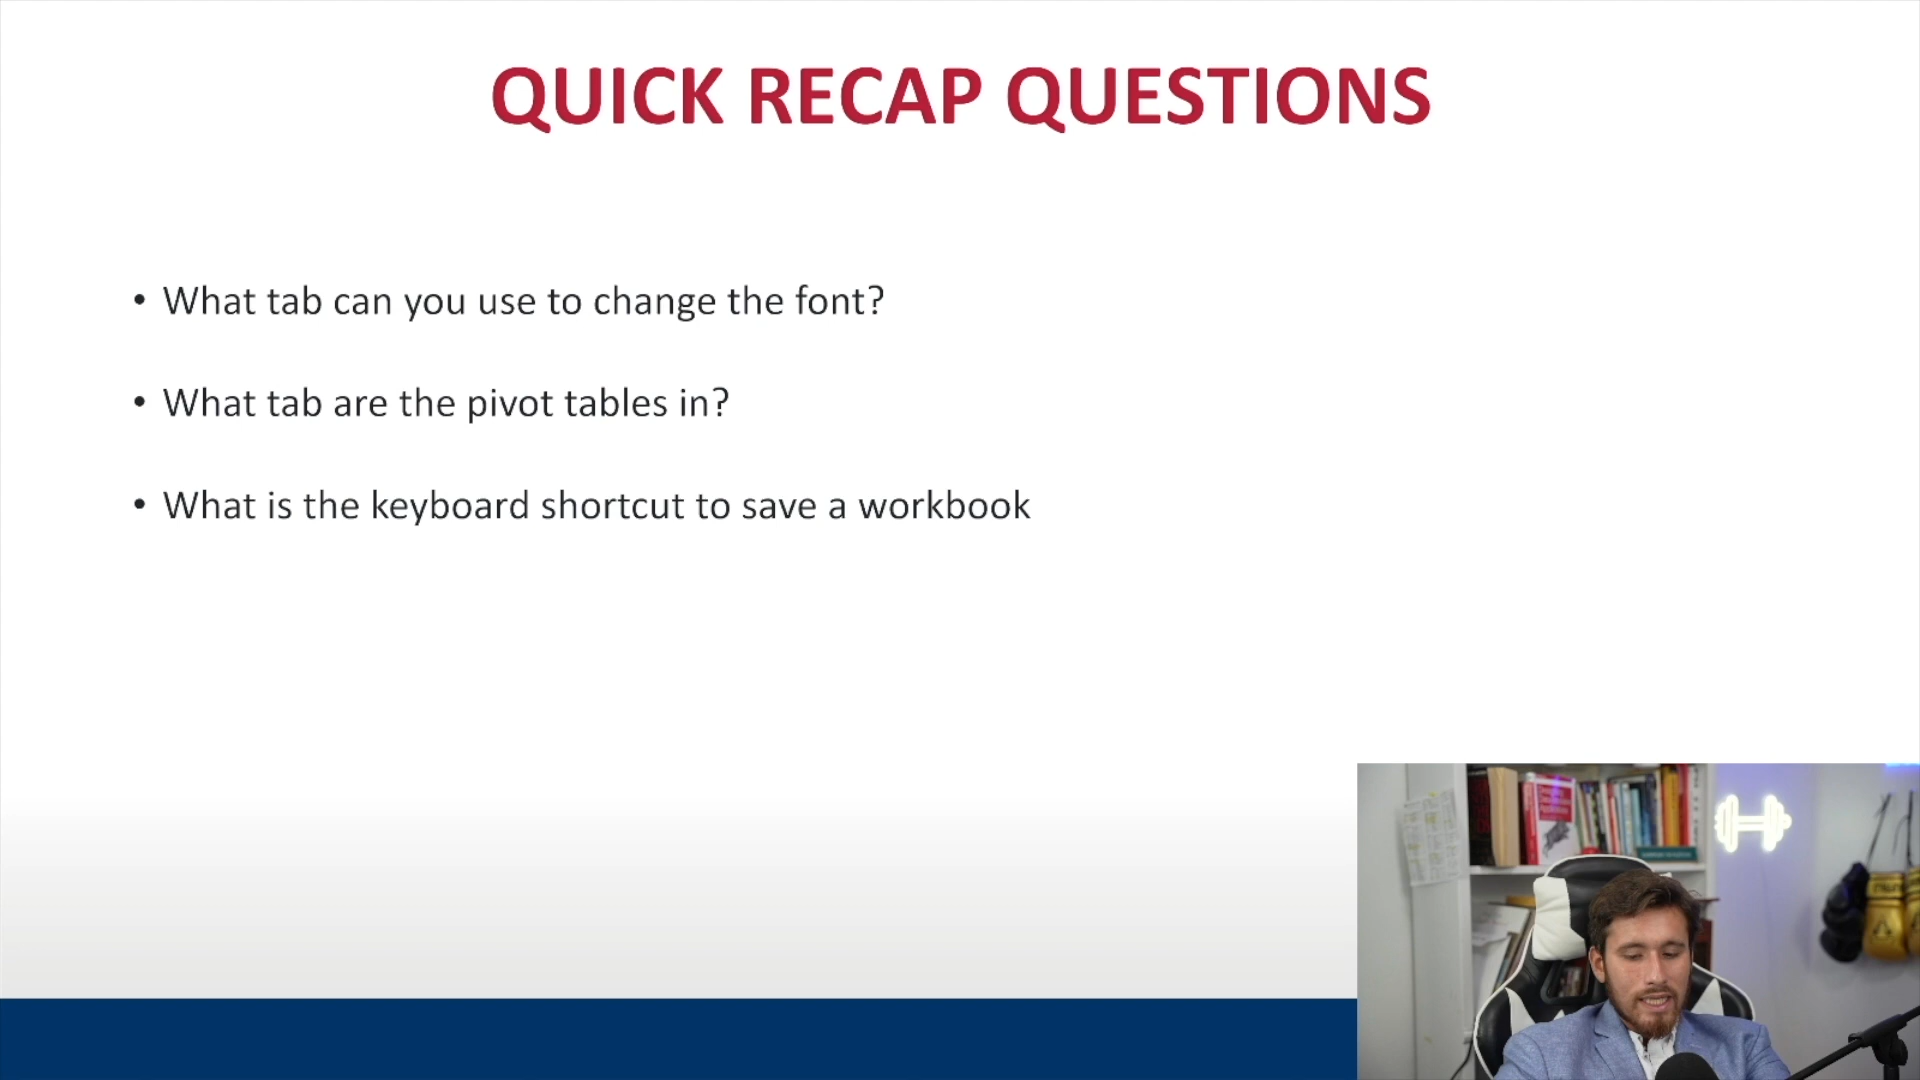 QUICK RECAP QUESTIONS
• What tab can you use to change the font?
• What tab are the pivot tables in?
• What is the keyboard shortcut to save a workbook